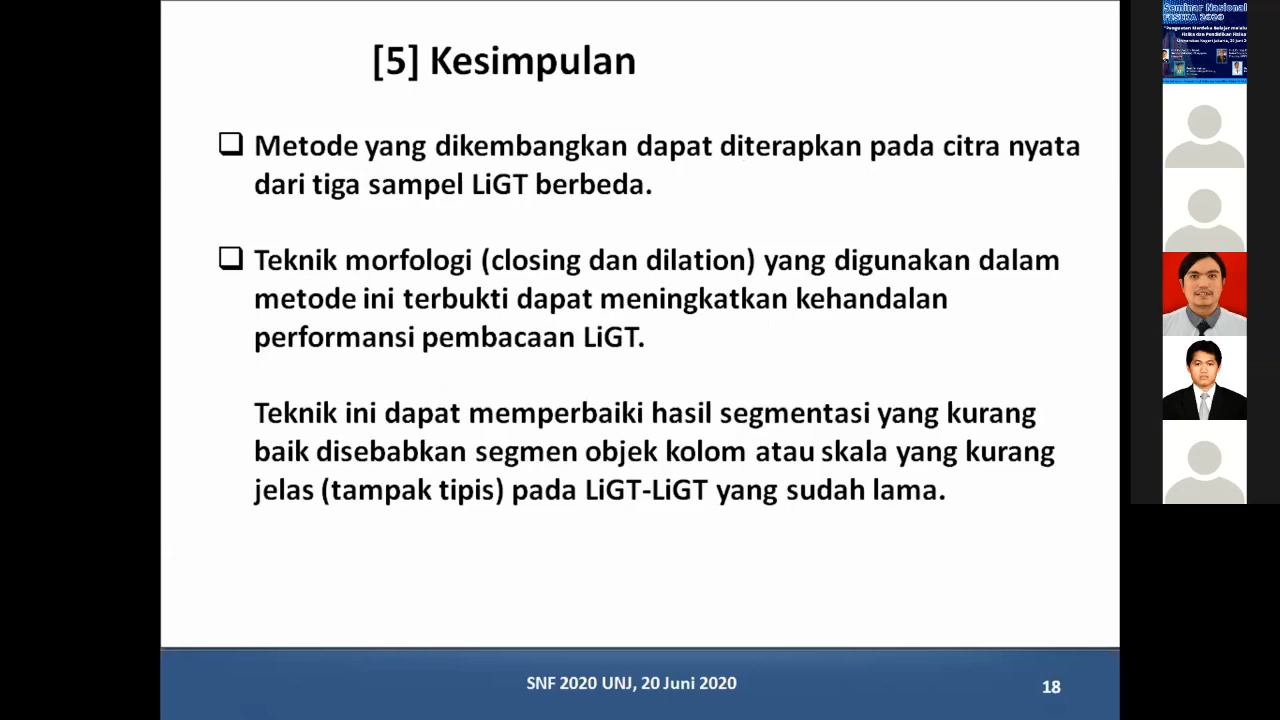 [5] Kesimpulan
Metode yang dikembangkan dapat diterapkan pada citra nyata
dari tiga sampel LiGT berbeda.
Teknik morfologi (closing dan dilation) yang digunakan dalam
metode ini terbukti dapat meningkatkan kehandalan
performansi pembacaan LiGT.
Teknik ini dapat memperbaiki hasil segmentasi yang kurang
baik disebabkan segmen objek kolom atau skala yang kurang
jelas (tampak tipis) pada LiGT-LiGT yang sudah lama.
SNF 2020 UNJ, 20 Juni 2020
18
Seminar Nasional
2020